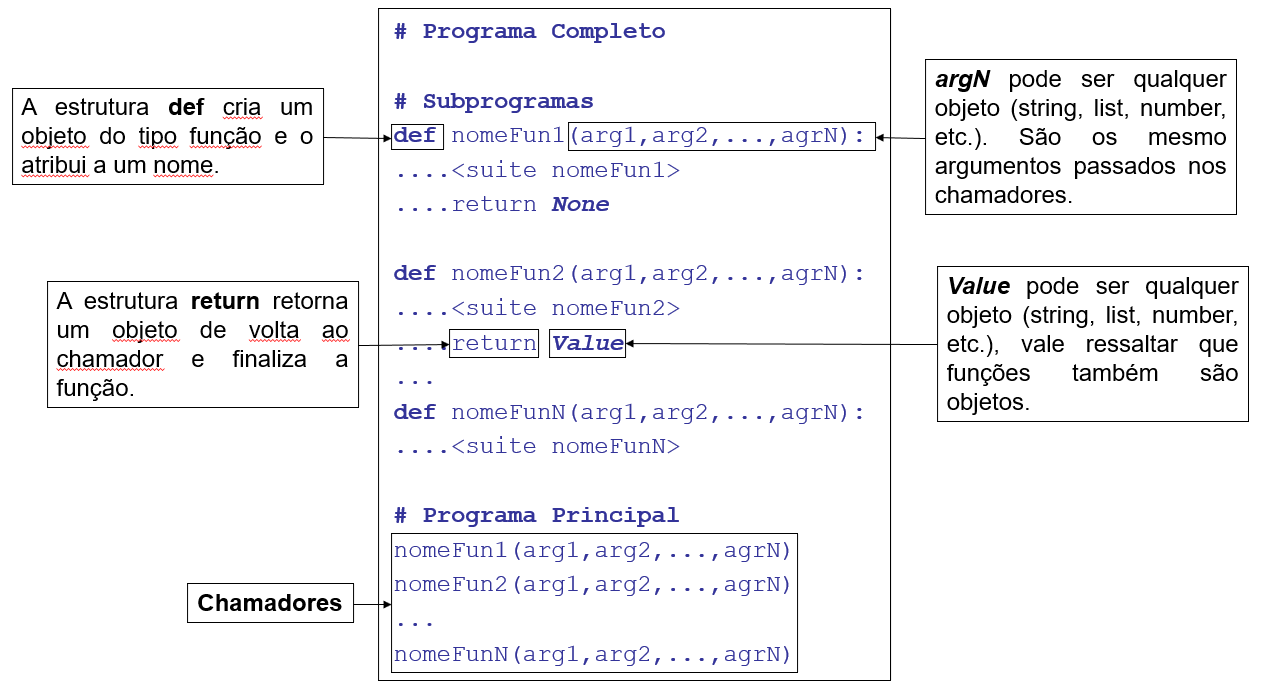 # Programa Completo
# Subprogramas
def nomeFun1(arg1,arg2,...,agrN):
....<suite nomeFun1>
....return None
def nomeFun2(arg1,arg2,...,agrN):
....<suite nomeFun2>
....return Value
...
def nomeFunN(arg1,arg2,...,agrN):
....<suite nomeFunN>
# Programa Principal
nomeFun1(arg1,arg2,...,agrN)
nomeFun2(arg1,arg2,...,agrN)
...
nomeFunN(arg1,arg2,...,agrN)
A estrutura def cria um
objeto do tipo função e o
atribui a um nome.
A estrutura return retorna
um objeto de volta ao
chamador e finaliza a
função.
Chamadores
argN pode ser qualquer
objeto (string, list, number,
etc.). São os mesmo
argumentos passados nos
chamadores.
Value pode ser qualquer
objeto (string, list, number,
etc.), vale ressaltar que
funções também são
objetos.